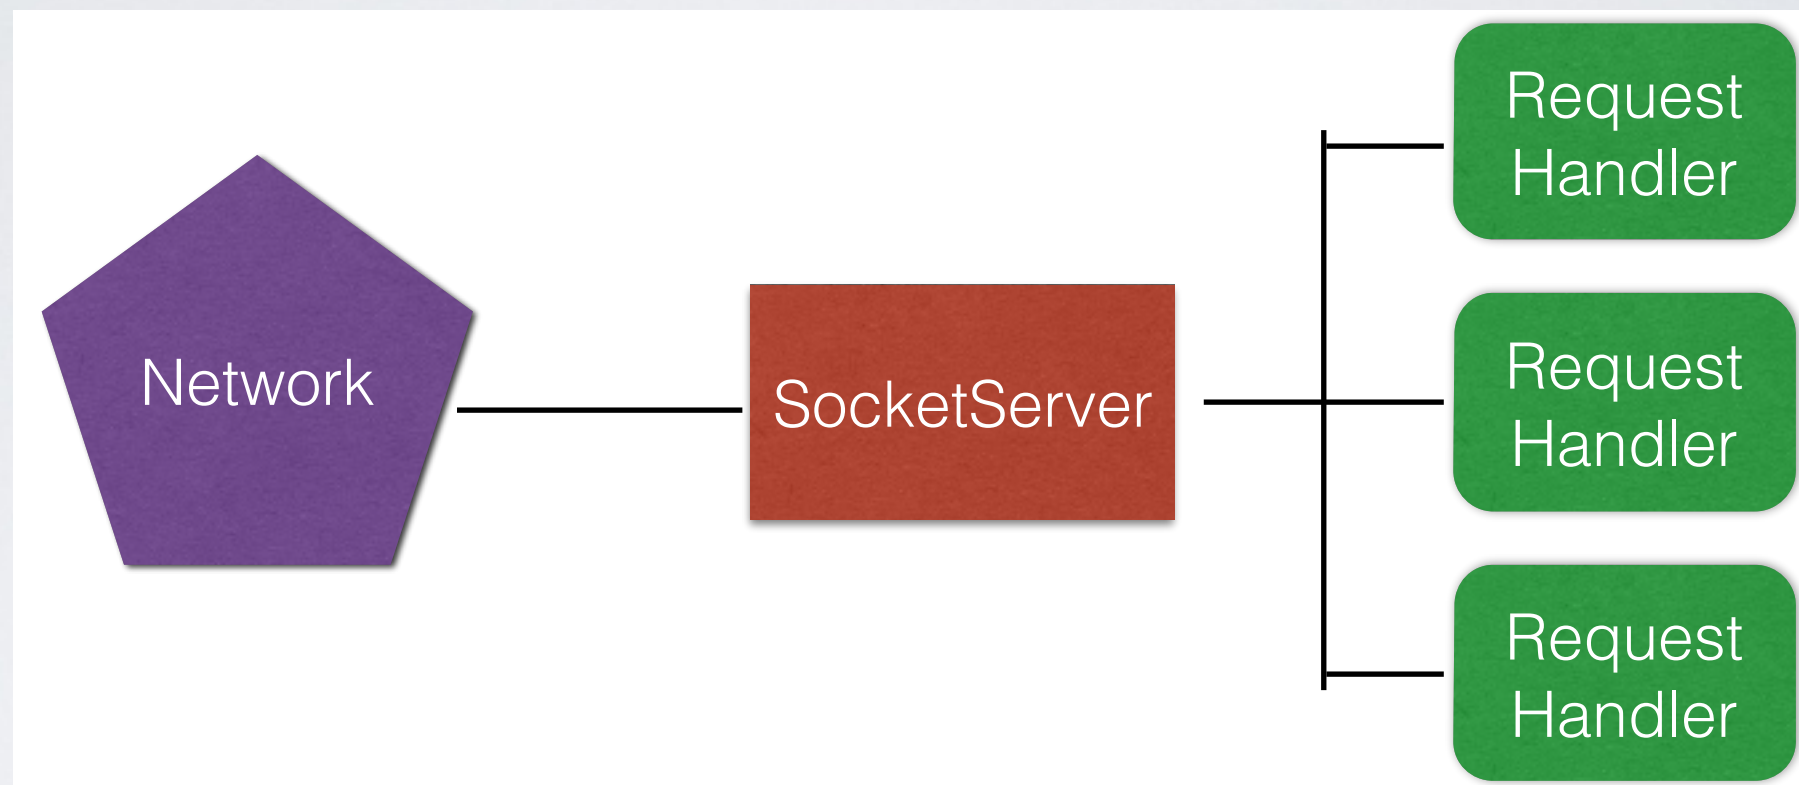 Network
SocketServer
Request
Handler
Request
Handler
Request
Handler